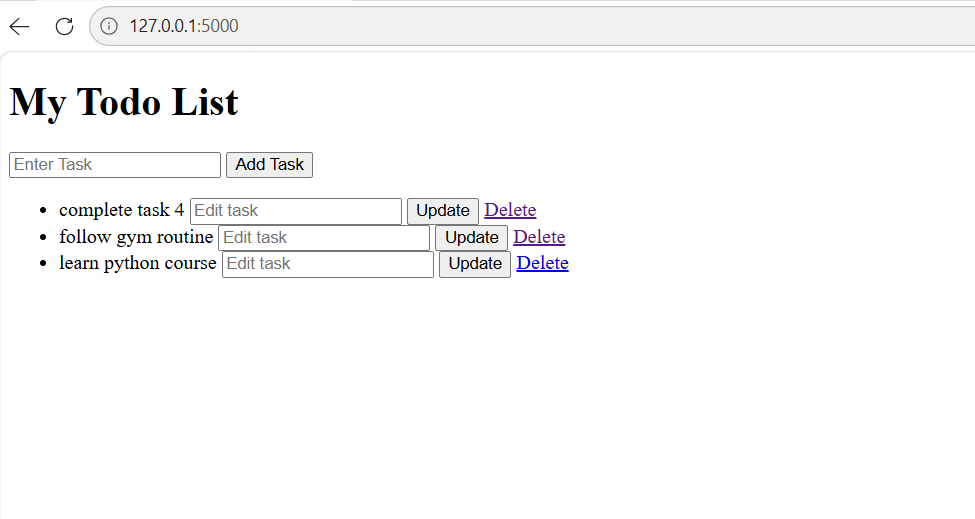 127.0.0.1:5000
My Todo List
Enter Task Add Task
complete task 4 Edit task Update Delete
follow gym routine Edit task Update Delete
learn python course Edit task Update Delete